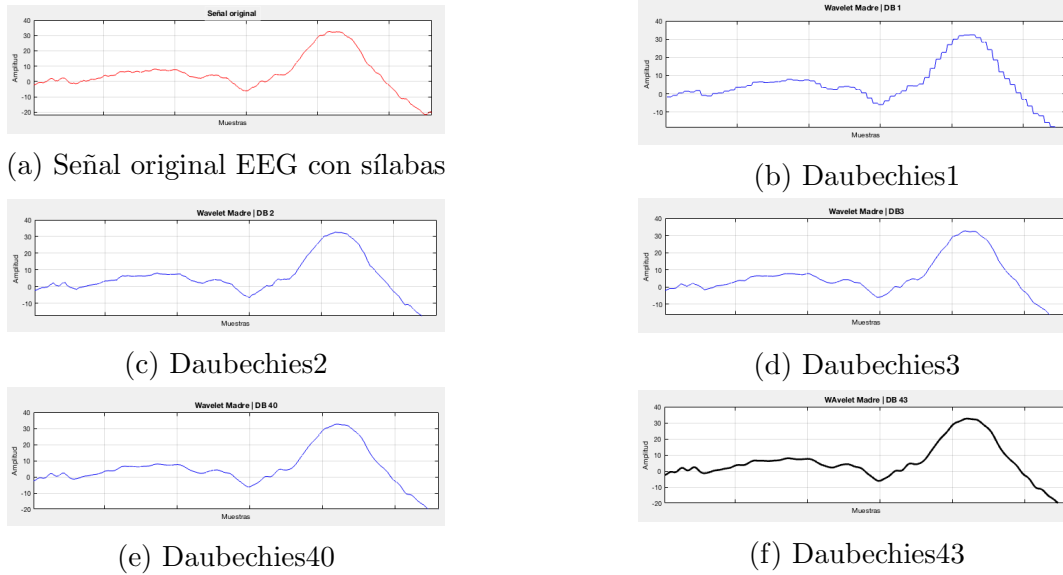 Señal original
40
30
20
10
0
-10
-20
Amplitud
Muestras
(a) Señal original EEG con sílabas
Wavelet Madre | DB 1
40
30
20
10
0
-10
Amplitud
Muestras
(b) Daubechies1
Wavelet Madre | DB 2
40
30
20
10
0
-10
Amplitud
Muestras
(c) Daubechies2
Wavelet Madre | DB3
40
30
20
10
0
-10
Amplitud
Muestras
(d) Daubechies3
Wavelet Madre | DB 40
40
30
20
10
0
-10
-20
Amplitud
Muestras
(e) Daubechies40
WAvelet Madre | DB 43
40
30
20
10
0
-10
-20
Amplitud
Muestras
(f) Daubechies43